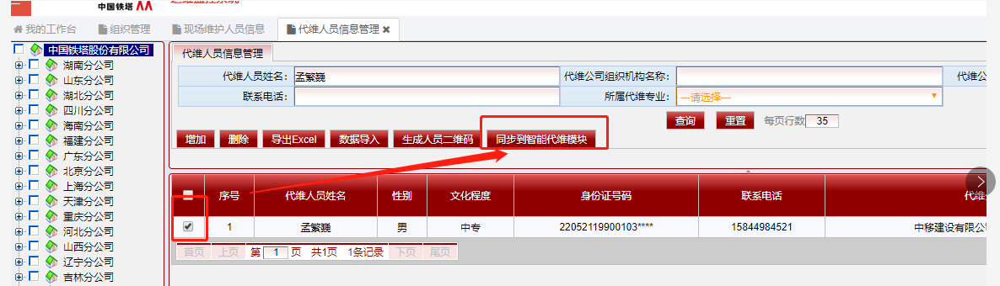 中国铁塔
我的工作台 组织管理 现场维护人员信息 代维人员信息管理
中国铁塔股份有限公司
湖南分公司
山东分公司
湖北分公司
四川分公司
海南分公司
福建分公司
广东分公司
北京分公司
上海分公司
天津分公司
重庆分公司
河北分公司
山西分公司
辽宁分公司
吉林分公司
代维人员信息管理
代维人员姓名: 孟繁巍 代维公司组织机构名称: 代维公
联系电话: 所属代维专业: ---请选择---
查询 重置 每页行数 35
增加 删除 导出Excel 数据导入 生成人员二维码 同步到智能代维模块
序号 代维人员姓名 性别 文化程度 身份证号码 联系电话 代维
1 孟繁巍 男 中专 22052119900103**** 15844984521 中移建设有限公
首页 上页 第 1 页 共1页 1条记录 下页 尾页